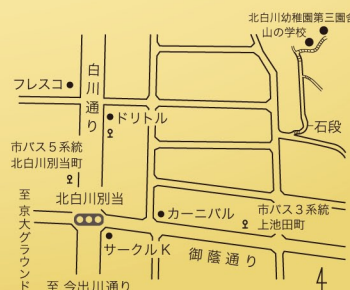 北白川幼稚園第三園舎
山の学校
フレスコ
白川通り
ドリトル
石段
市バス5系統
北白川別当町
北白川別当
至京大グラウンド
カーニバル
市バス3系統
上池田町
サークルK
御蔭通り
至 今出川通り
4